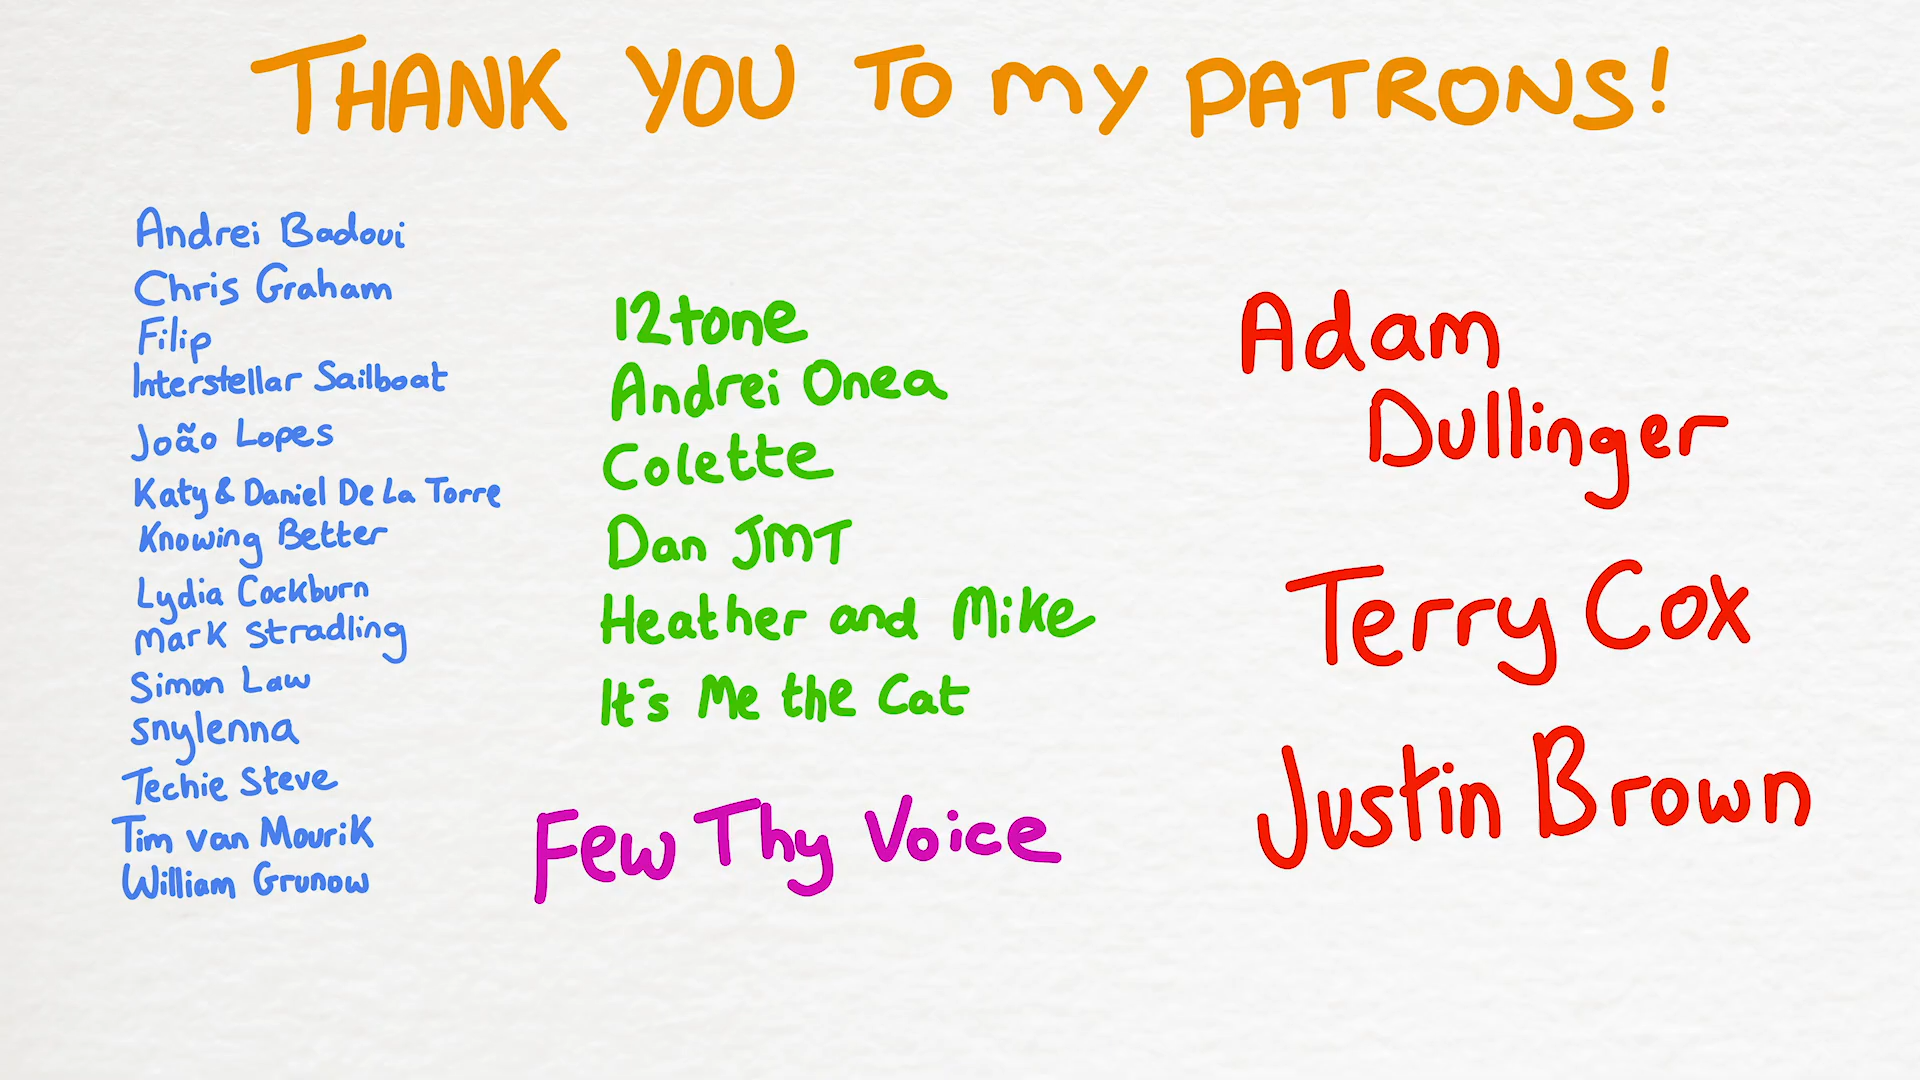 THANK YOU TO MY PATRONS!
Andrei Badoui
Chris Graham
Filip
Interstellar Sailboat
João Lopes
Katy & Daniel De La Torre
Knowing Better
Lydia Cockburn
Mark Stradling
Simon Law
snylenna
Techie Steve
Tim van Mourik
William Grunow
12tone
Andrei Onea
Colette
Dan JMT
Heather and Mike
It's Me the Cat
Few Thy Voice
Adam
Dullinger
Terry Cox
Justin Brown